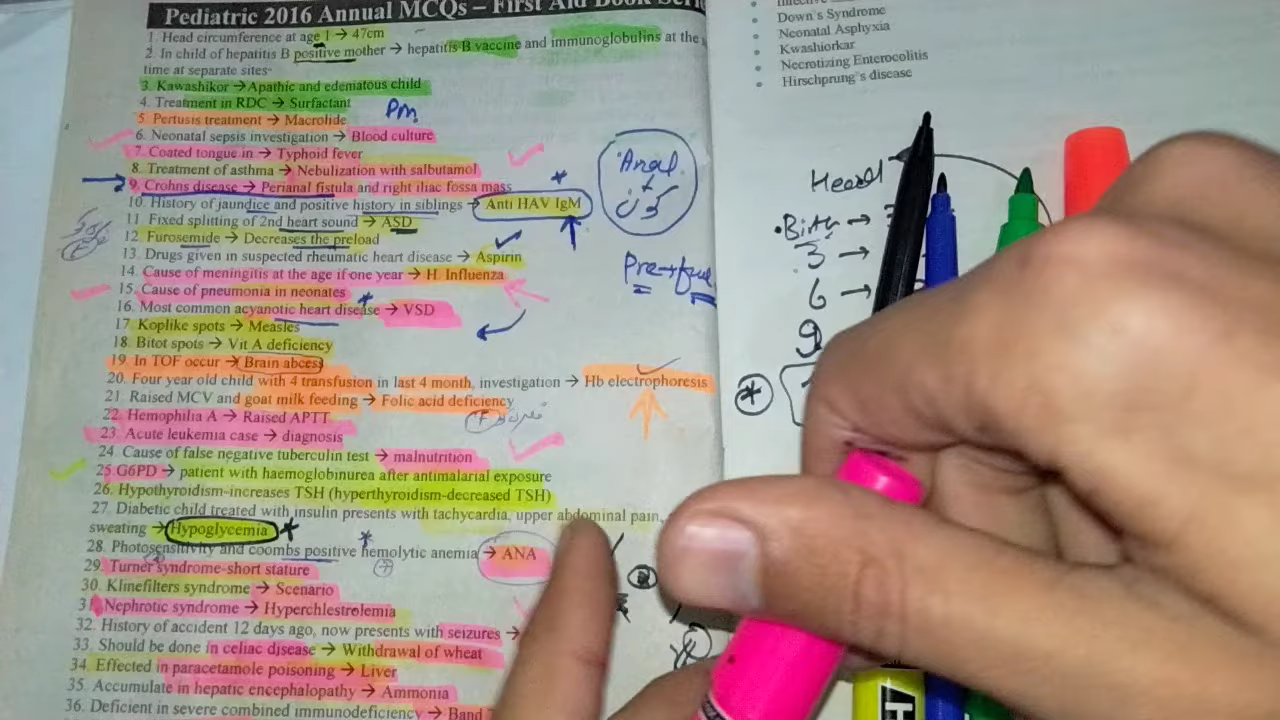 Pediatric 2016 Annual MCQs – First Aid Book Seri
1. Head circumference at age 1 → 47cm
2. In child of hepatitis B positive mother → hepatitis B vaccine and immunoglobulins at the
time at separate sites-
3. Kawashikor → Apathic and edematous child
4. Treatment in RDC → Surfactant
5. Pertusis treatment → Macrolide
6. Neonatal sepsis investigation → Blood culture
7. Coated tongue in → Typhoid fever
8. Treatment of asthma → Nebulization with salbutamol
9. Crohns disease → Perianal fistula and right iliac fossa mass
10. History of jaundice and positive history in siblings → Anti HAV IgM
11. Fixed splitting of 2nd heart sound → ASD
12. Furosemide → Decreases the preload
13. Drugs given in suspected rheumatic heart disease → Aspirin
14. Cause of meningitis at the age if one year → H. Influenza
15. Cause of pneumonia in neonates
16. Most common acyanotic heart disease → VSD
17. Koplike spots → Measles
18. Bitot spots → Vit A deficiency
19. In TOF occur → Brain abcess
20. Four year old child with 4 transfusion in last 4 month, investigation → Hb electrophoresis
21. Raised MCV and goat milk feeding → Folic acid deficiency
22. Hemophilia A → Raised APTT
23. Acute leukemia case → diagnosis
24. Cause of false negative tuberculin test → malnutrition
25 G6PD → patient with haemoglobinurea after antimalarial exposure
26. Hypothyroidism-increases TSH (hyperthyroidism-decreased TSH)
27. Diabetic child treated with insulin presents with tachycardia, upper abdominal pain,
sweating → Hypoglycemia
28. Photosensitivity and coombs positive hemolytic anemia → ANA
29. Turner syndrome-short stature
30. Klinefilters syndrome → Scenario
31. Nephrotic syndrome → Hyperchlestrolemia
32. History of accident 12 days ago, now presents with seizures →
33. Should be done in celiac disease → Withdrawal of wheat
34. Effected in paracetamole poisoning → Liver
35. Accumulate in hepatic encephalopathy → Ammonia
36. Deficient in severe combined immunodeficiency → Band
Anal
Down's Syndrome
Neonatal Asphyxia
Kwashiorkar
Necrotizing Enterocolitis
Hirschprung's disease
Head
Birth → 3
3 →
6 →
9